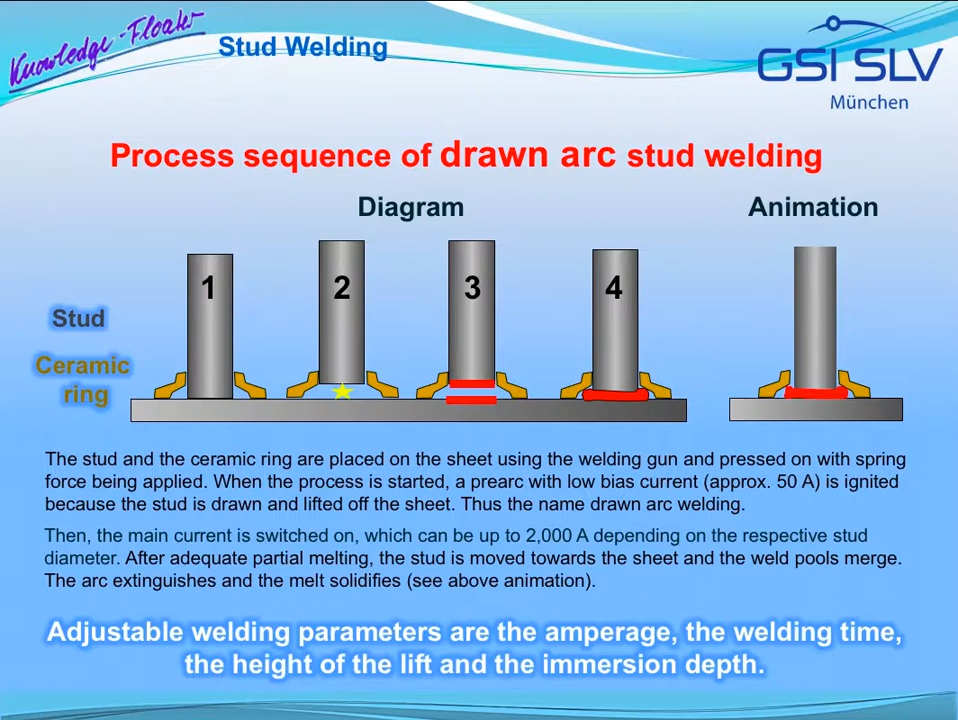 Knowledge-Floater
Stud Welding
GSI SLV
München
Process sequence of drawn arc stud welding
Diagram
Animation
1 2 3 4
Stud
Ceramic
ring
The stud and the ceramic ring are placed on the sheet using the welding gun and pressed on with spring
force being applied. When the process is started, a prearc with low bias current (approx. 50 A) is ignited
because the stud is drawn and lifted off the sheet. Thus the name drawn arc welding.
Then, the main current is switched on, which can be up to 2,000 A depending on the respective stud
diameter. After adequate partial melting, the stud is moved towards the sheet and the weld pools merge.
The arc extinguishes and the melt solidifies (see above animation).
Adjustable welding parameters are the amperage, the welding time,
the height of the lift and the immersion depth.